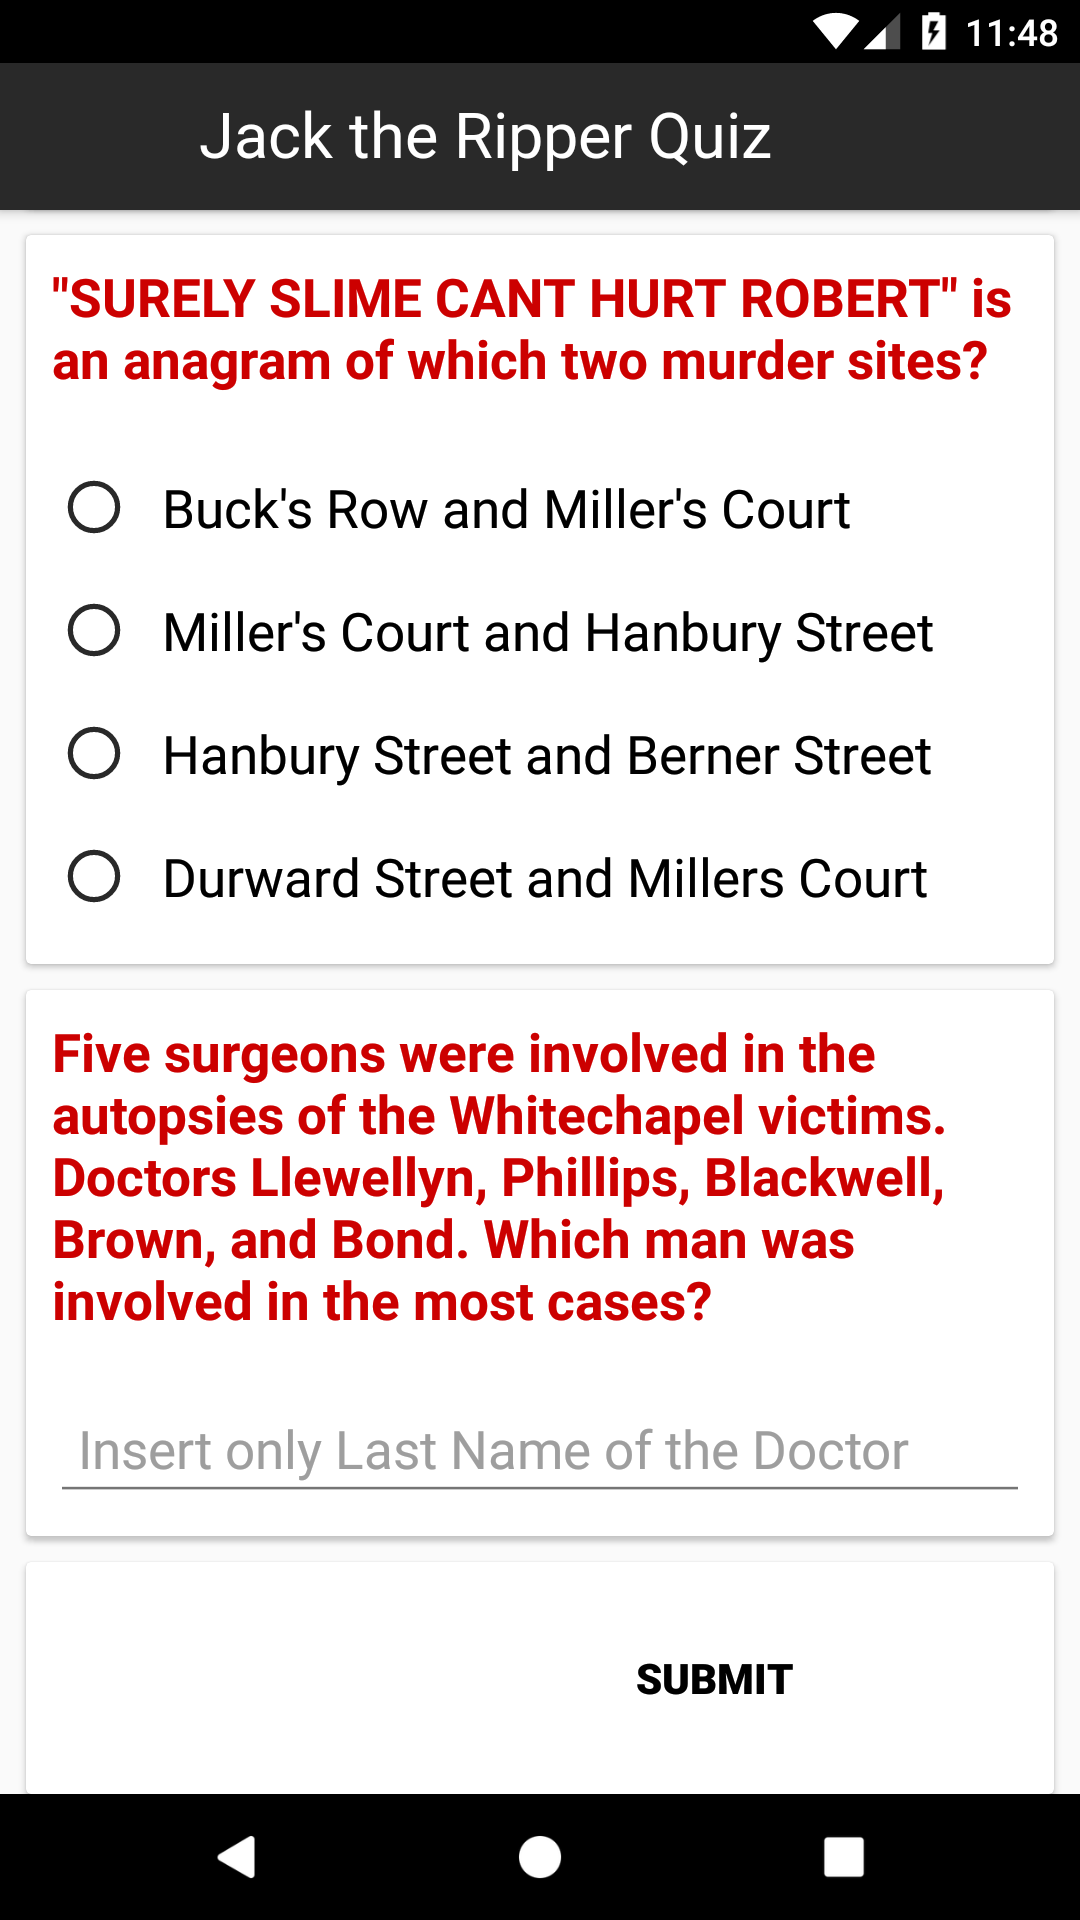 11:48
Jack the Ripper Quiz
"SURELY SLIME CANT HURT ROBERT" is
an anagram of which two murder sites?
Buck's Row and Miller's Court
Miller's Court and Hanbury Street
Hanbury Street and Berner Street
Durward Street and Millers Court
Five surgeons were involved in the
autopsies of the Whitechapel victims.
Doctors Llewellyn, Phillips, Blackwell,
Brown, and Bond. Which man was
involved in the most cases?
Insert only Last Name of the Doctor
SUBMIT